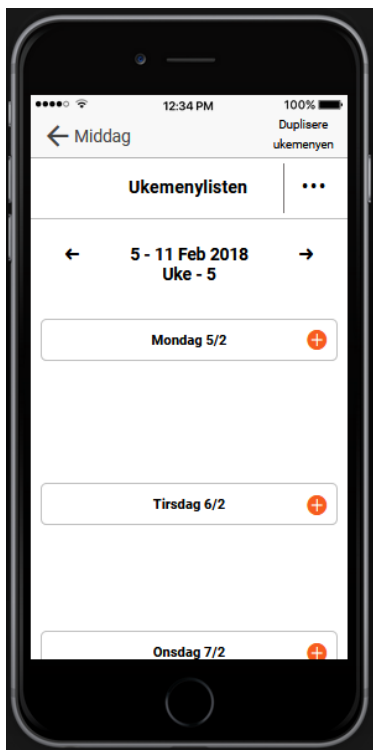 12:34 PM
100%
← Middag
Duplisere
ukemenyen
Ukemenylisten
...
← 5 - 11 Feb 2018 →
Uke - 5
Mondag 5/2
Tirsdag 6/2
Onsdag 7/2